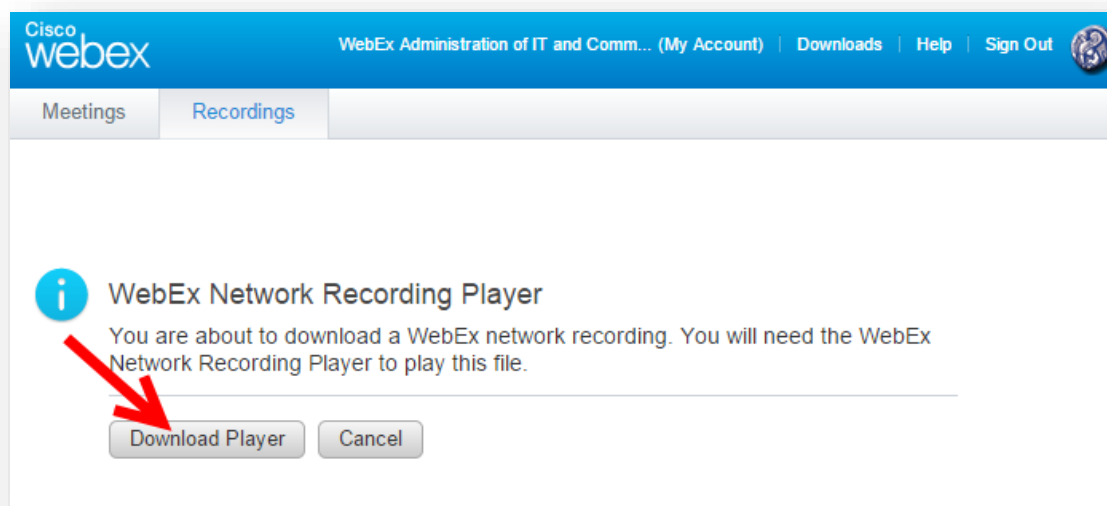 Cisco
webex
WebEx Administration of IT and Comm... (My Account) | Downloads | Help | Sign Out
Meetings Recordings
i
WebEx Network Recording Player
You are about to download a WebEx network recording. You will need the WebEx
Network Recording Player to play this file.
Download Player Cancel